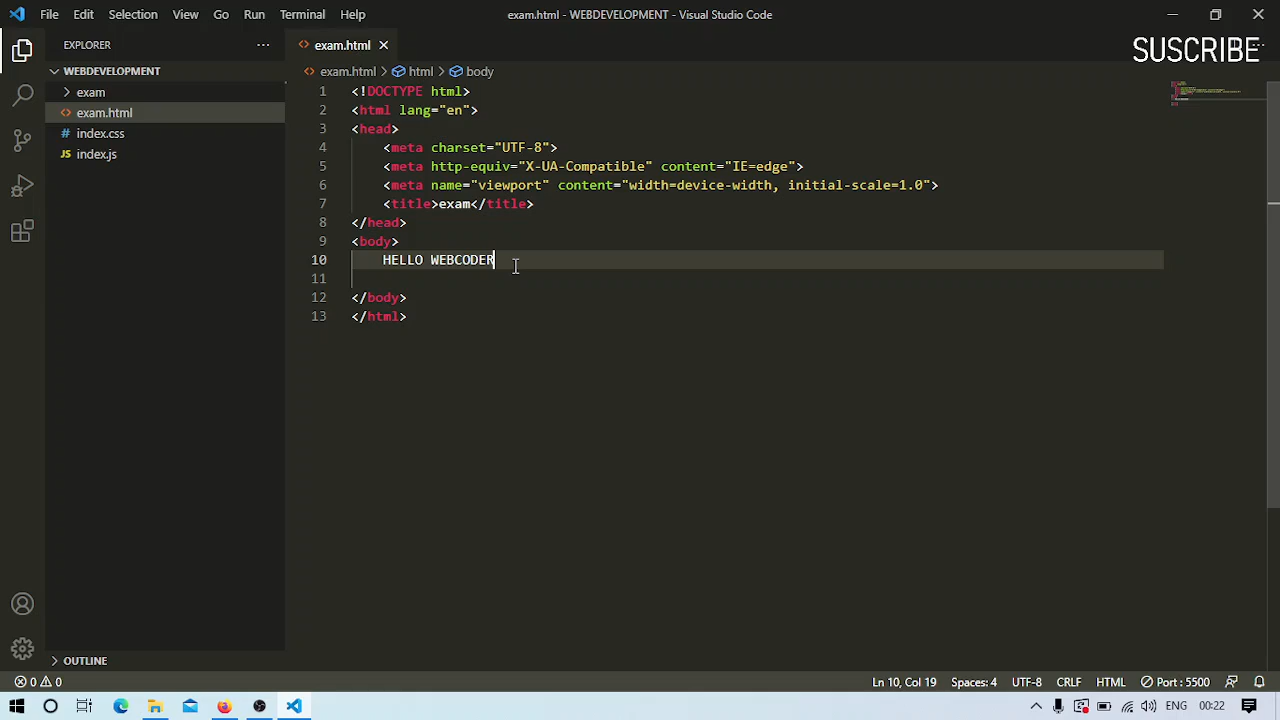 File Edit Selection View Go Run Terminal Help
exam.html - WEBDEVELOPMENT - Visual Studio Code
EXPLORER
exam.html
SUSCRIBE
WEBDEVELOPMENT
exam.html > html > body
exam
exam.html
index.css
index.js
1 <!DOCTYPE html>
2 <html lang="en">
3 <head>
4 <meta charset="UTF-8">
5 <meta http-equiv="X-UA-Compatible" content="IE=edge">
6 <meta name="viewport" content="width=device-width, initial-scale=1.0">
7 <title>exam</title>
8 </head>
9 <body>
10 HELLO WEBCODER
11
12 </body>
13 </html>
OUTLINE
0 0
Ln 10, Col 19 Spaces: 4 UTF-8 CRLF HTML Port : 5500
ENG 00:22